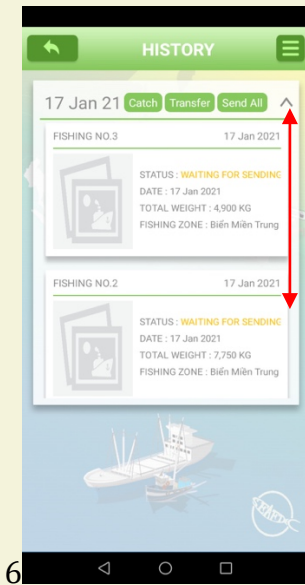 HISTORY
17 Jan 21 Catch Transfer Send All
FISHING NO.3 17 Jan 2021
STATUS : WAITING FOR SENDING
DATE : 17 Jan 2021
TOTAL WEIGHT : 4,900 KG
FISHING ZONE : Biển Miền Trung
FISHING NO.2 17 Jan 2021
STATUS : WAITING FOR SENDING
DATE : 17 Jan 2021
TOTAL WEIGHT : 7,750 KG
FISHING ZONE : Biển Miền Trung
6